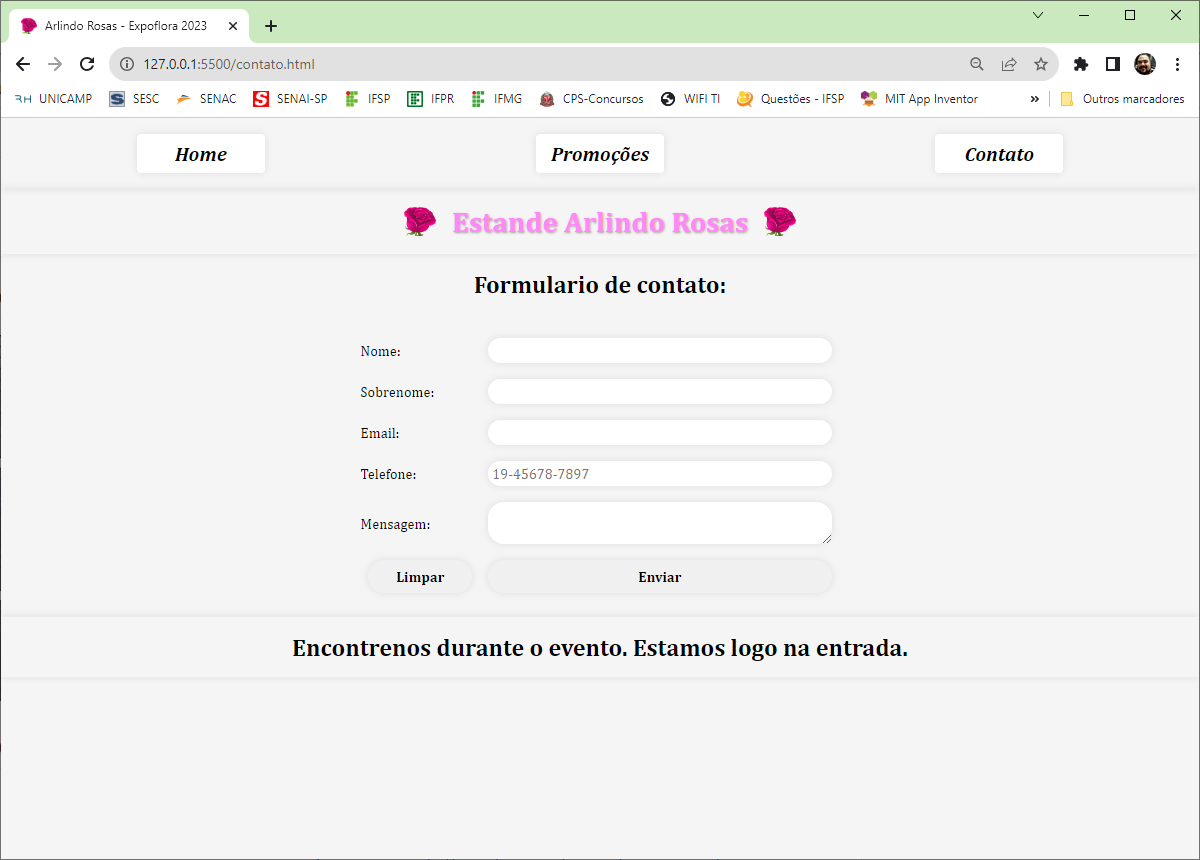 Arlindo Rosas - Expoflora 2023
127.0.0.1:5500/contato.html
RH UNICAMP SESC SENAC SENAI-SP IFSP IFPR IFMG CPS-Concursos WIFI TI Questões - IFSP MIT App Inventor » Outros marcadores
Home Promoções Contato
Estande Arlindo Rosas
Formulario de contato:
Nome:
Sobrenome:
Email:
Telefone: 19-45678-7897
Mensagem:
Limpar Enviar
Encontrenos durante o evento. Estamos logo na entrada.